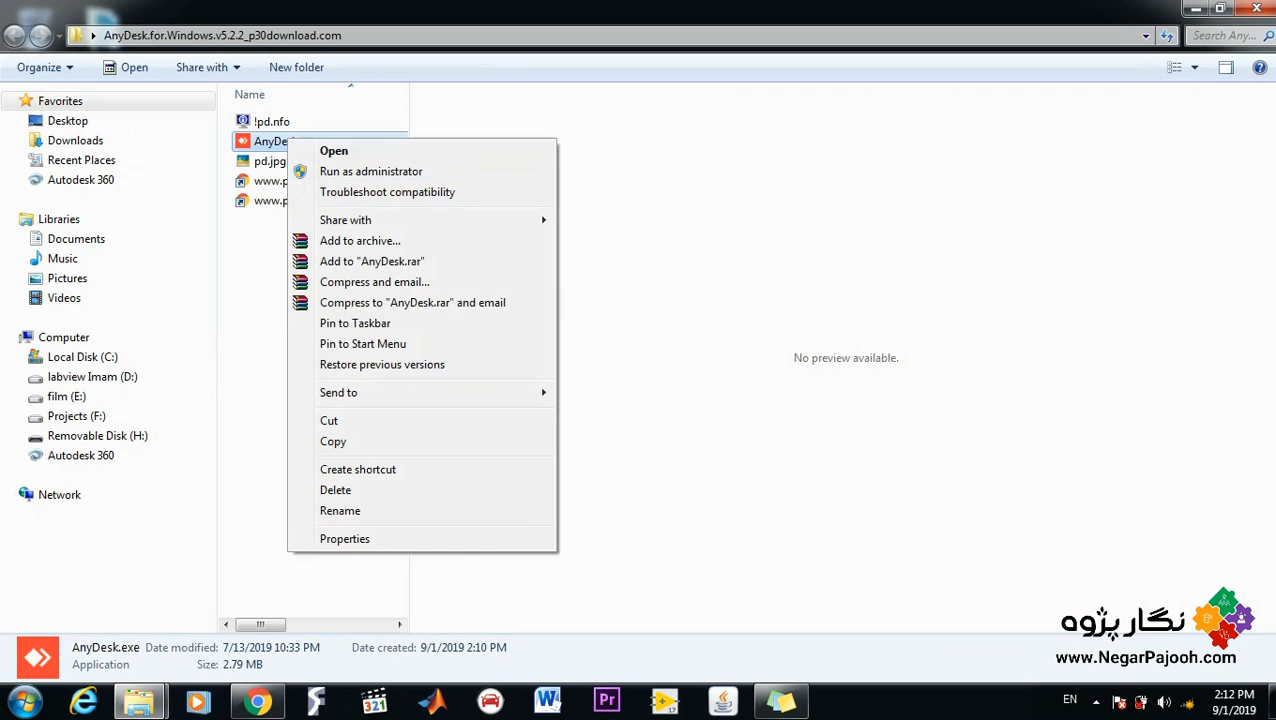 AnyDesk.for.Windows.v5.2.2_p30download.com
Search Any...
Organize
Open
Share with
New folder
Favorites
Desktop
Downloads
Recent Places
Autodesk 360
Libraries
Documents
Music
Pictures
Videos
Computer
Local Disk (C:)
labview Imam (D:)
film (E:)
Projects (F:)
Removable Disk (H:)
Autodesk 360
Network
Name
!pd.nfo
AnyDes
pd.jpg
www.p
www.p
Open
Run as administrator
Troubleshoot compatibility
Share with
Add to archive...
Add to "AnyDesk.rar"
Compress and email...
Compress to "AnyDesk.rar" and email
Pin to Taskbar
Pin to Start Menu
Restore previous versions
Send to
Cut
Copy
Create shortcut
Delete
Rename
Properties
No preview available.
نگار پژوه
www.NegarPajooh.com
AnyDesk.exe Date modified: 7/13/2019 10:33 PM Date created: 9/1/2019 2:10 PM
Application Size: 2.79 MB
321
W
Pr
17
EN
2:12 PM
9/1/2019